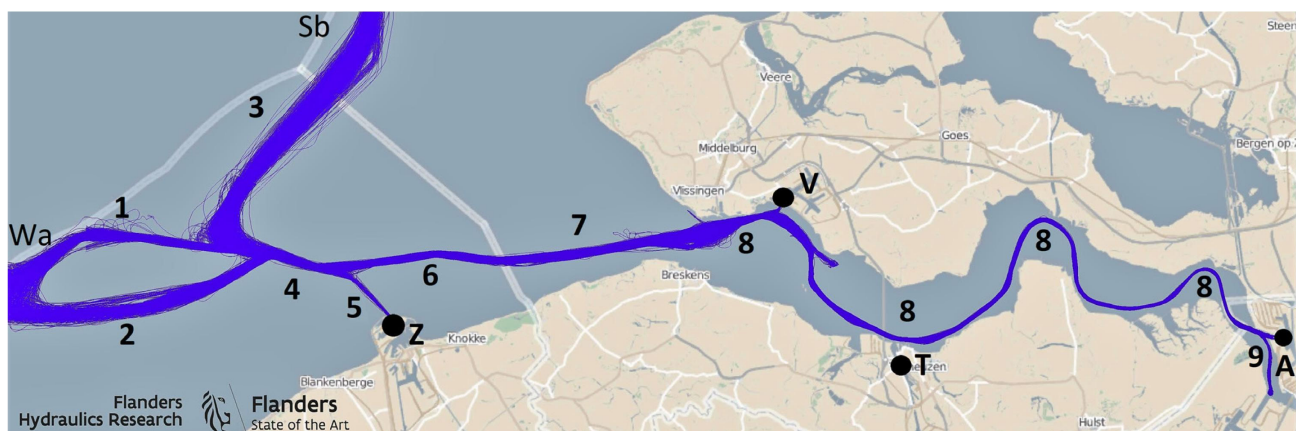 Sb
Steen
Veere
3
Goes
Middelburg
Bergen op Z
Vlissingen
V
1
Wa
7
8
8
6
Breskens
4
5
8
2
8
Z
Knokke
A
9
T
nzen
Blankenberge
Flanders
Hydraulics Research
Flanders
State of the Art
Hulst